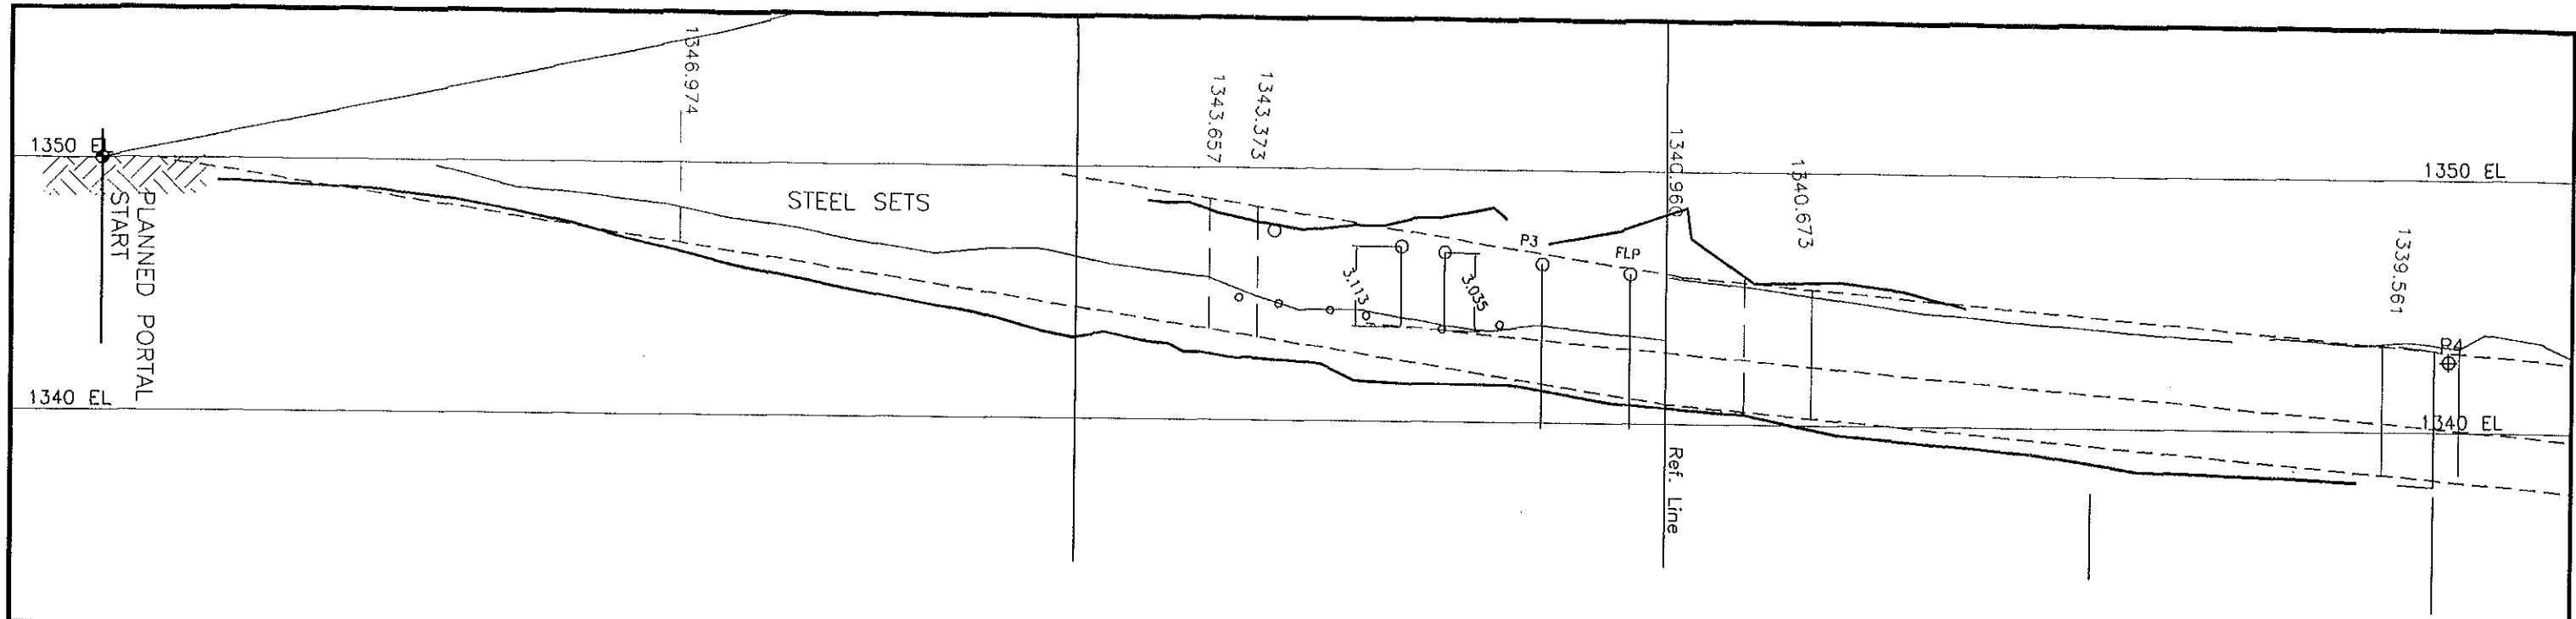 1350 EL
PLANNED PORTAL
START
1340 EL
1346.974
STEEL SETS
1343.657
1343.373
3.113
3.035
P3
FLP
1340.960
Ref. Line
1340.673
1339.561
P4
1350 EL
1340 EL